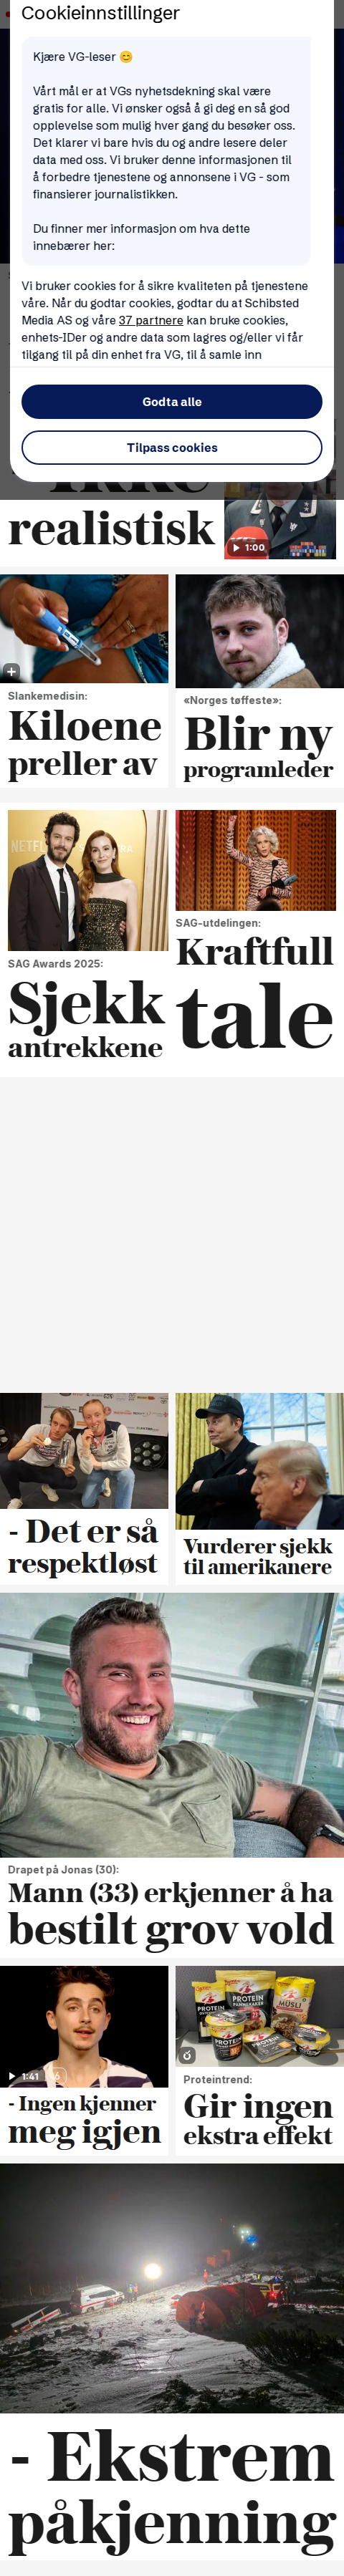 Cookieinnstillinger
Kjære VG-leser 😊
Vårt mål er at VGs nyhetsdekning skal være
gratis for alle. Vi ønsker også å gi deg en så god
opplevelse som mulig hver gang du besøker oss.
Det klarer vi bare hvis du og andre lesere deler
data med oss. Vi bruker denne informasjonen til
å forbedre tjenestene og annonsene i VG - som
finansierer journalistikken.
Du finner mer informasjon om hva dette
innebærer her:
Vi bruker cookies for å sikre kvaliteten på tjenestene
våre. Når du godtar cookies, godtar du at Schibsted
Media AS og våre 37 partnere kan bruke cookies,
enhets-IDer og andre data som lagres og/eller vi får
tilgang til på din enhet fra VG, til å samle inn
Godta alle
Tilpass cookies
realistisk
1:00
Slankemedisin:
Kiloene
preller av
«Norges tøffeste»:
Blir ny
programleder
NETFL
SAG Awards 2025:
Sjekk
antrekkene
SAG-utdelingen:
Kraftfull
tale
- Det er så
respektløst
Vurderer sjekk
til amerikanere
Drapet på Jonas (30):
Mann (33) erkjenner å ha
bestilt grov vold
1:41
- Ingen kjenner
meg igjen
PROTEIN
PROTEIN
PANNEKAKER
MÜSLI
PROTEIN
PROTEIN
Proteintrend:
Gir ingen
ekstra effekt
- Ekstrem
påkjenning